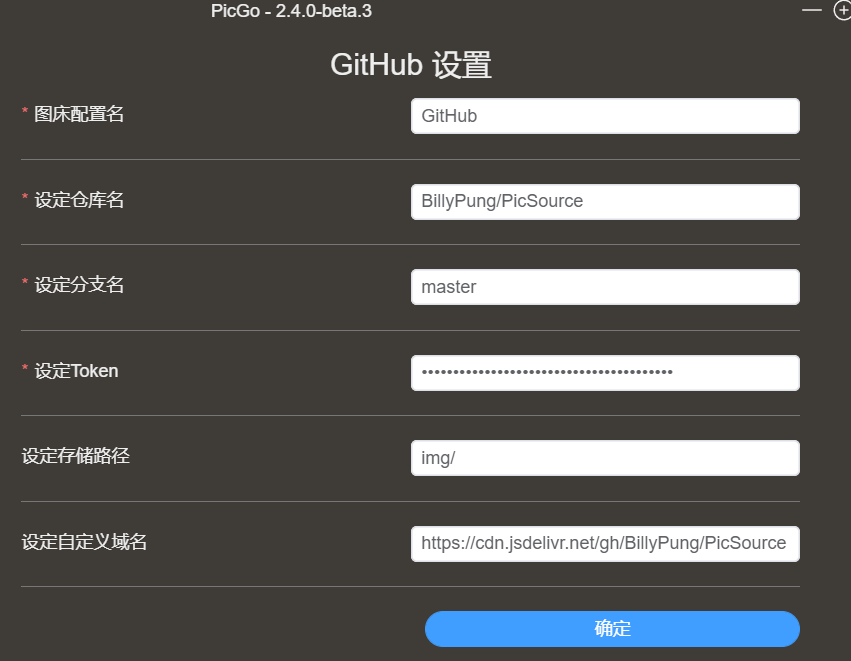 PicGo - 2.4.0-beta.3
GitHub 设置
* 图床配置名
GitHub
* 设定仓库名
BillyPung/PicSource
* 设定分支名
master
* 设定Token
设定存储路径
img/
设定自定义域名
https://cdn.jsdelivr.net/gh/BillyPung/PicSource
确定